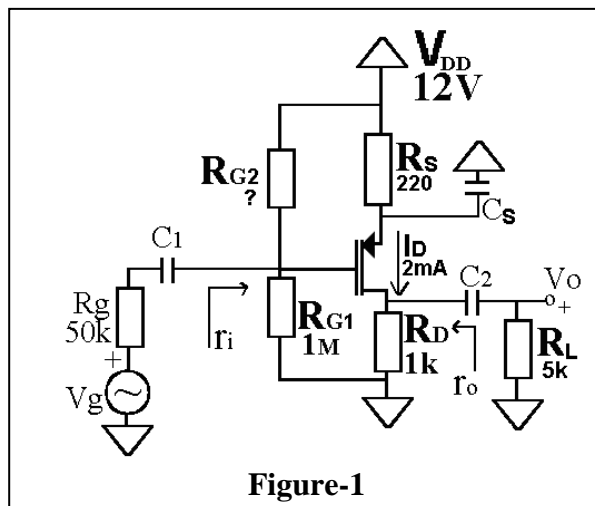 VDD
12V
RG2
?
RS
220
CS
C1
ID
2mA
C2
Vo
+
Rg
50k
+
Vg
ri
RG1
1M
RD
1k
ro
RL
5k
Figure-1